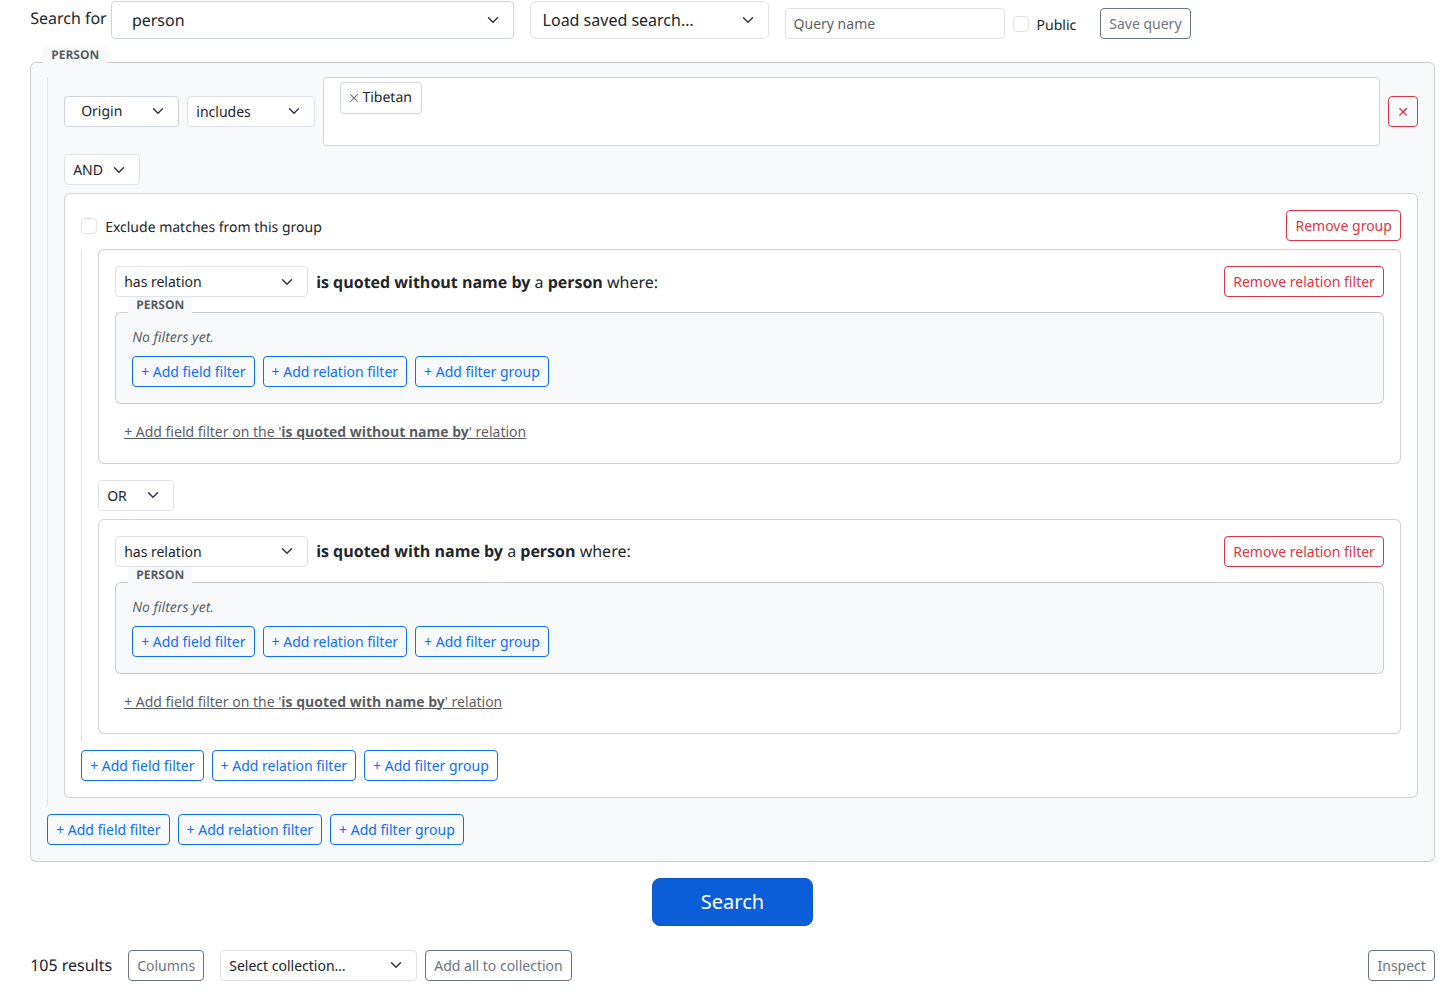 Search for person Load saved search... Query name Public Save query
PERSON
Origin includes × Tibetan ×
AND
Exclude matches from this group Remove group
has relation is quoted without name by a person where: Remove relation filter
PERSON
No filters yet.
+ Add field filter + Add relation filter + Add filter group
+ Add field filter on the 'is quoted without name by' relation
OR
has relation is quoted with name by a person where: Remove relation filter
PERSON
No filters yet.
+ Add field filter + Add relation filter + Add filter group
+ Add field filter on the 'is quoted with name by' relation
+ Add field filter + Add relation filter + Add filter group
+ Add field filter + Add relation filter + Add filter group
Search
105 results Columns Select collection... Add all to collection Inspect